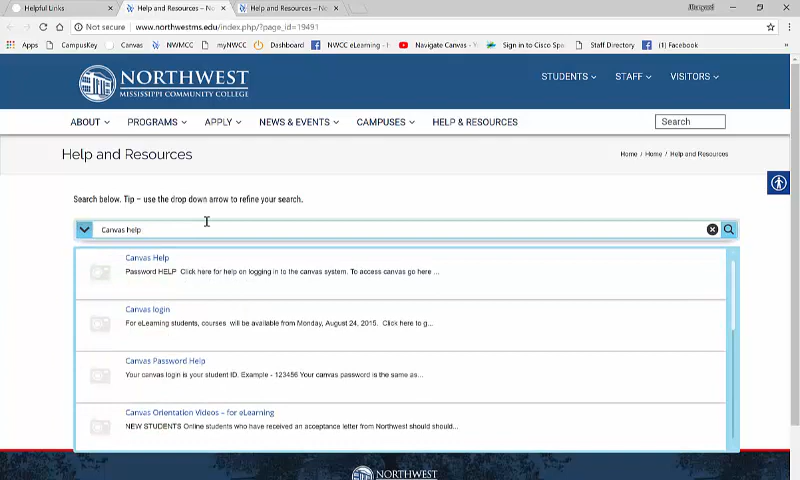 Helpful Links
Help and Resources – No
Help and Resources – No
Not secure
www.northwestms.edu/index.php/?page_id=19491
Apps
CampusKey
Canvas
NWMCC
myNWCC
Dashboard
NWCC eLearning - H
Navigate Canvas - W
Sign in to Cisco Spa
Staff Directory
(1) Facebook
NORTHWEST
MISSISSIPPI COMMUNITY COLLEGE
STUDENTS
STAFF
VISITORS
ABOUT
PROGRAMS
APPLY
NEWS & EVENTS
CAMPUSES
HELP & RESOURCES
Search
Help and Resources
Home / Home / Help and Resources
Search below. Tip – use the drop down arrow to refine your search.
Canvas help
Canvas Help
Password HELP Click here for help on logging in to the canvas system. To access canvas go here ...
Canvas login
For eLearning students, courses will be available from Monday, August 24, 2015. Click here to g...
Canvas Password Help
Your canvas login is your student ID. Example - 123456 Your canvas password is the same as...
Canvas Orientation Videos – for eLearning
NEW STUDENTS Online students who have received an acceptance letter from Northwest should should...
NORTHWEST